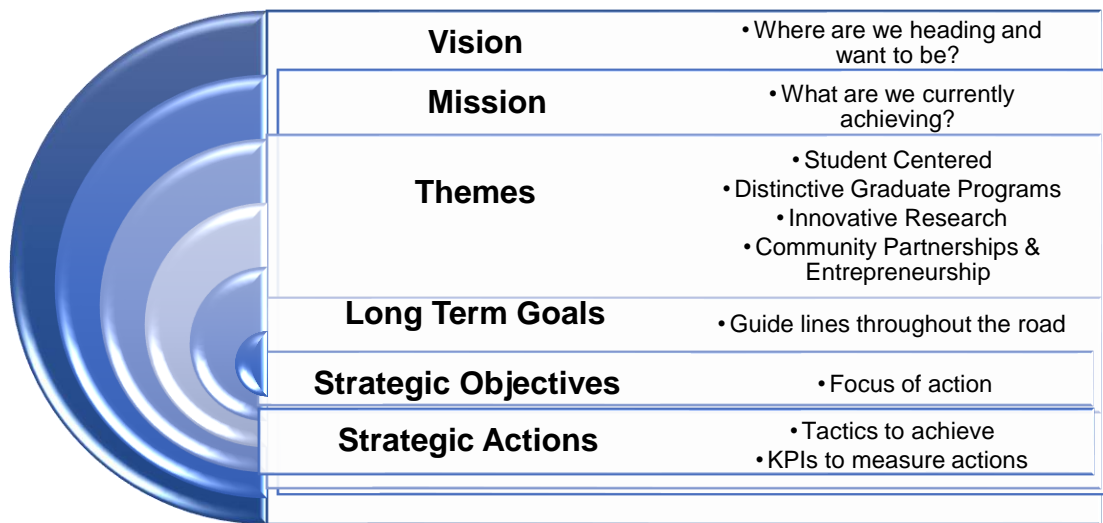 Vision
• Where are we heading and
want to be?
Mission
• What are we currently
achieving?
Themes
• Student Centered
• Distinctive Graduate Programs
• Innovative Research
• Community Partnerships &
Entrepreneurship
Long Term Goals
• Guide lines throughout the road
Strategic Objectives
• Focus of action
Strategic Actions
• Tactics to achieve
• KPIs to measure actions